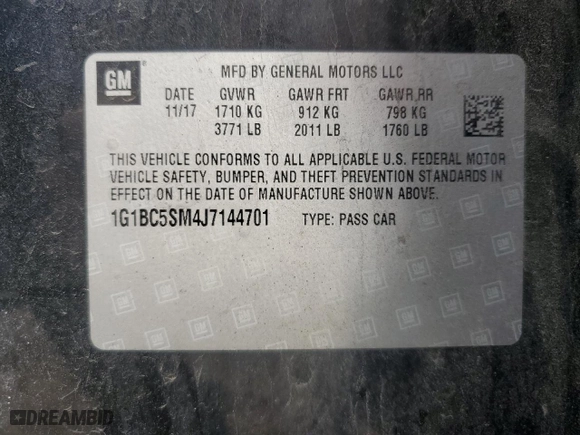 GM
MFD BY GENERAL MOTORS LLC
DATE GVWR GAWR FRT GAWR RR
11/17 1710 KG 912 KG 798 KG
3771 LB 2011 LB 1760 LB
THIS VEHICLE CONFORMS TO ALL APPLICABLE U.S. FEDERAL MOTOR
VEHICLE SAFETY, BUMPER, AND THEFT PREVENTION STANDARDS IN
EFFECT ON THE DATE OF MANUFACTURE SHOWN ABOVE.
1G1BC5SM4J7144701 TYPE: PASS CAR
DREAMBID